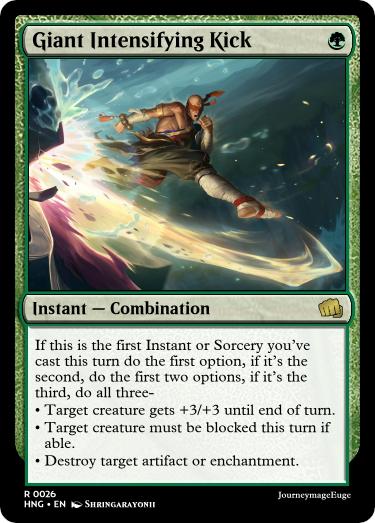 Giant Intensifying Kick
Instant — Combination
If this is the first Instant or Sorcery you've
cast this turn do the first option, if it's the
second, do the first two options, if it's the
third, do all three-
• Target creature gets +3/+3 until end of turn.
• Target creature must be blocked this turn if
able.
• Destroy target artifact or enchantment.
R 0026
HNG • EN Shringarayonii
JourneymageEuge